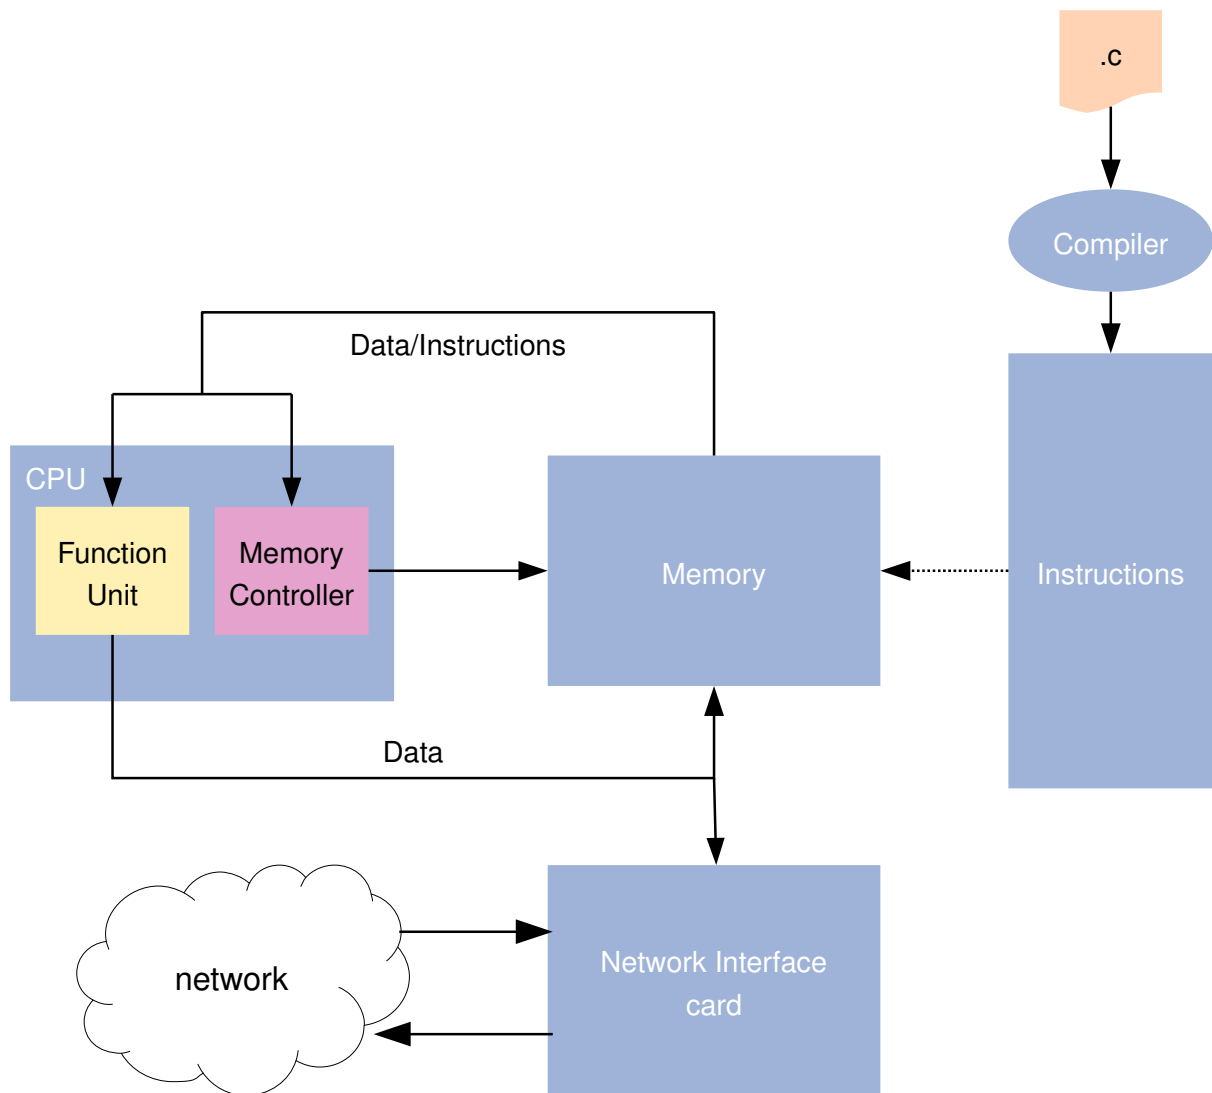 .c
Compiler
Data/Instructions
CPU
Function
Unit
Memory
Controller
Memory
Instructions
Data
network
Network Interface
card